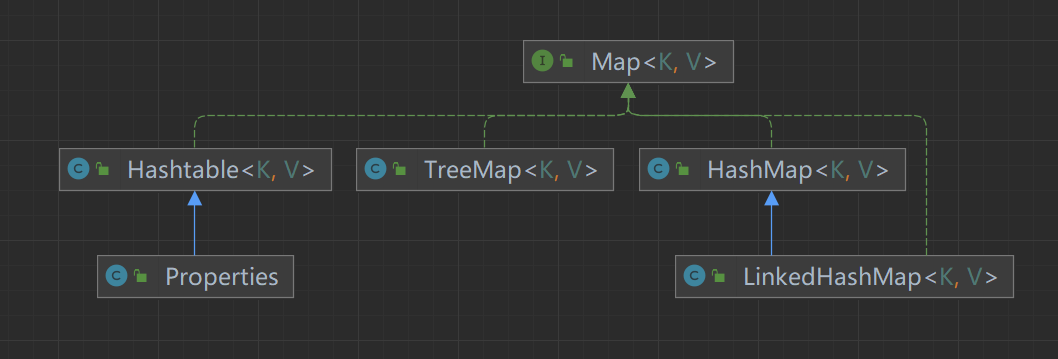 I Map<K, V>
C Hashtable<K, V>
C TreeMap<K, V>
C HashMap<K, V>
C Properties
C LinkedHashMap<K, V>